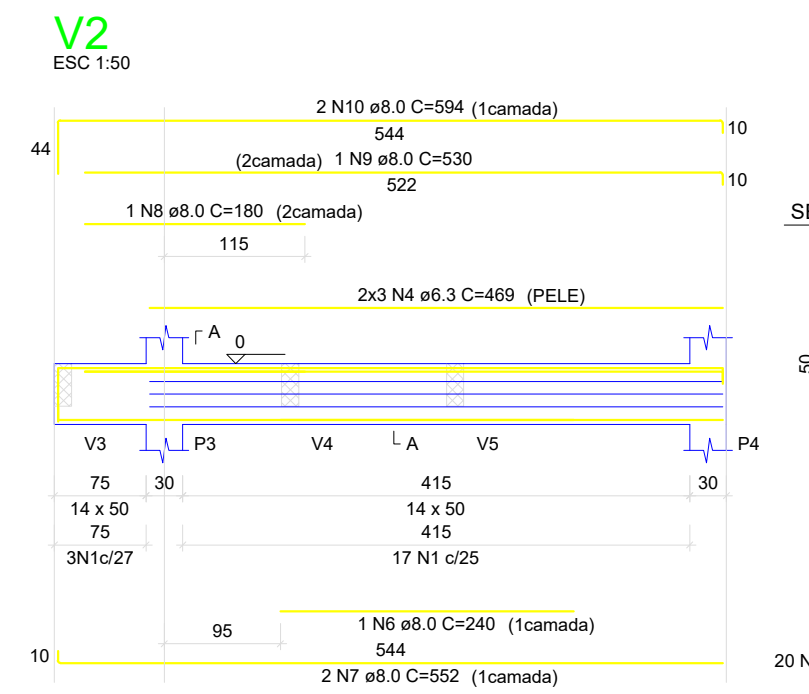 V2
ESC 1:50
2 N10 ø8.0 C=594 (1camada)
544
10
44
(2camada) 1 N9 ø8.0 C=530
522
10
1 N8 ø8.0 C=180 (2camada)
115
2x3 N4 ø6.3 C=469 (PELE)
A
0
50
V3
P3
V4
A
V5
P4
75
30
415
30
14 x 50
14 x 50
75
415
3N1c/27
17 N1 c/25
1 N6 ø8.0 C=240 (1camada)
95
544
10
2 N7 ø8.0 C=552 (1camada)
20 N